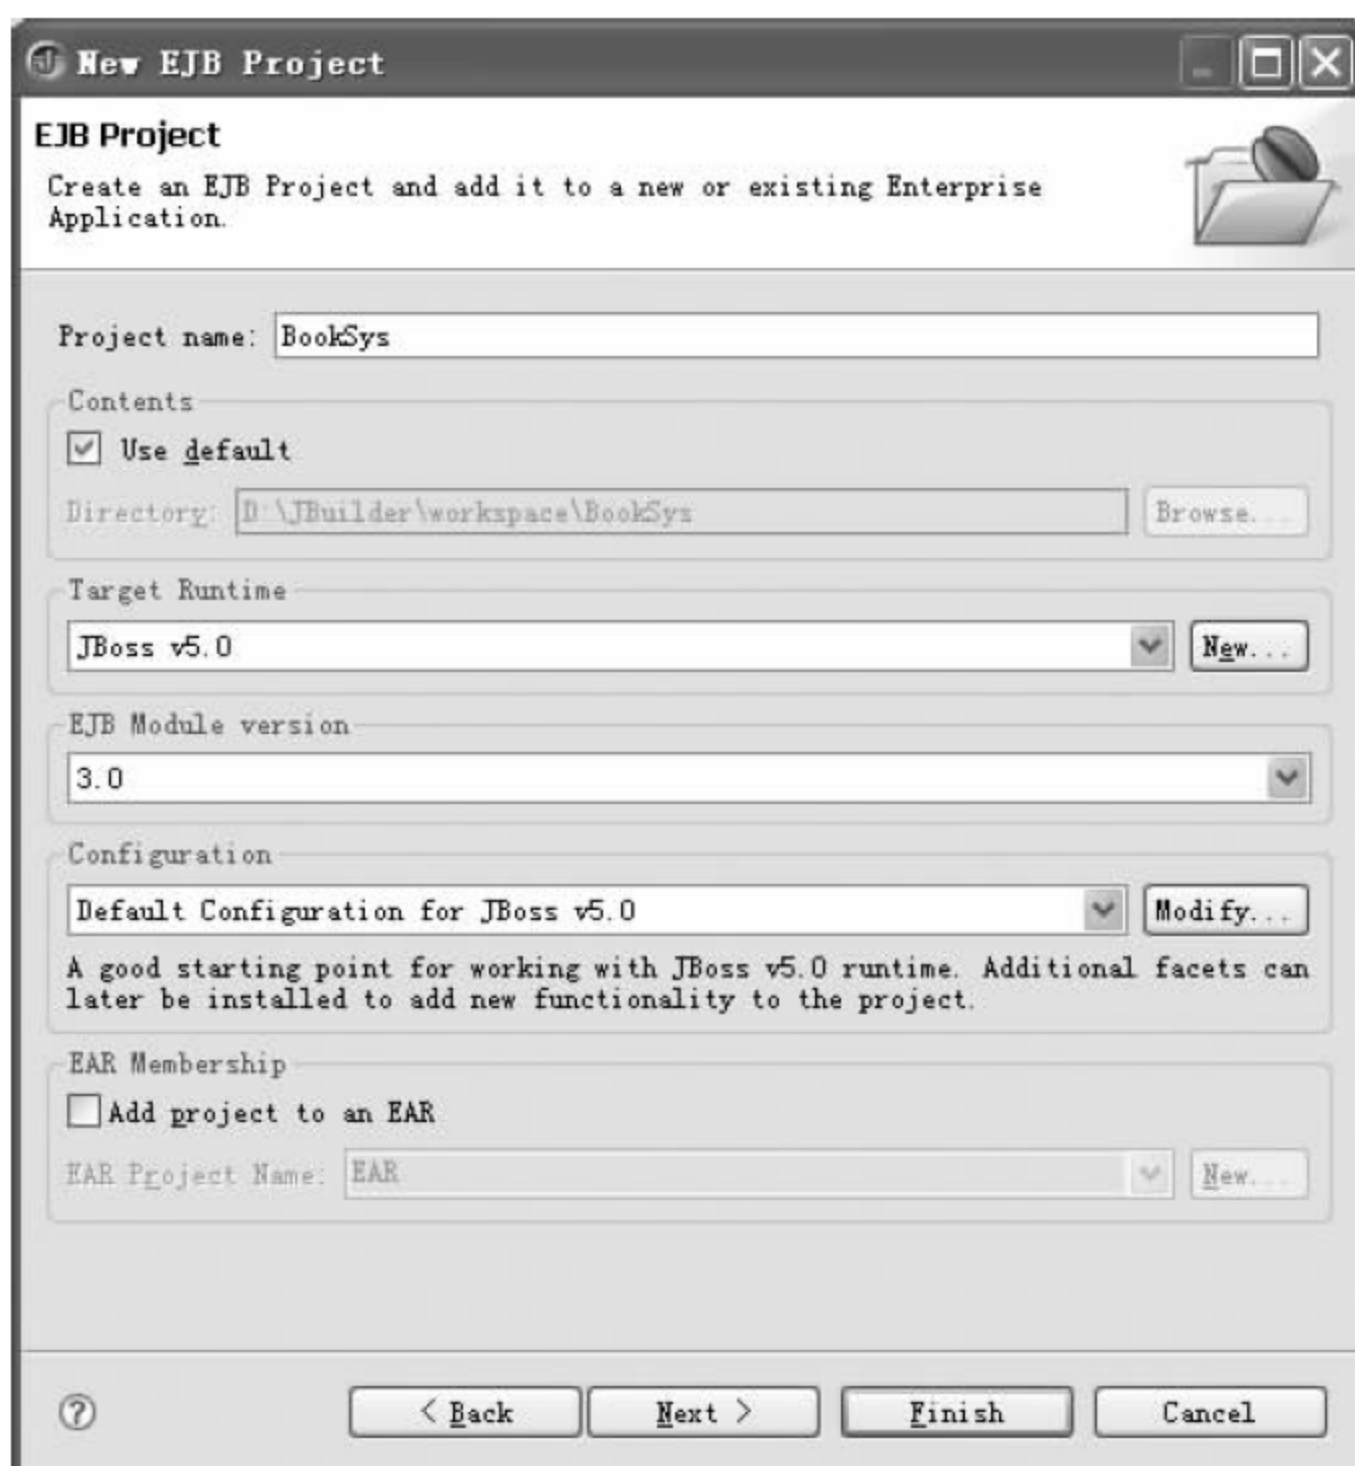 New EJB Project
EJB Project
Create an EJB Project and add it to a new or existing Enterprise
Application.
Project name: BookSys
Contents
Use default
Directory: D:\JBuilder\workspace\BookSys Browse...
Target Runtime
JBoss v5.0 New...
EJB Module version
3.0
Configuration
Default Configuration for JBoss v5.0 Modify...
A good starting point for working with JBoss v5.0 runtime. Additional facets can
later be installed to add new functionality to the project.
EAR Membership
Add project to an EAR
EAR Project Name: EAR New...
? < Back Next > Finish Cancel